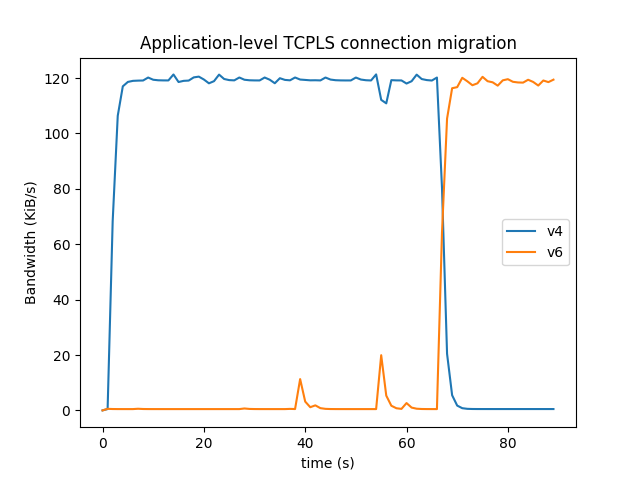 Application-level TCPLS connection migration
Bandwidth (KiB/s)
120
100
80
60
40
20
0
v4
v6
0 20 40 60 80
time (s)